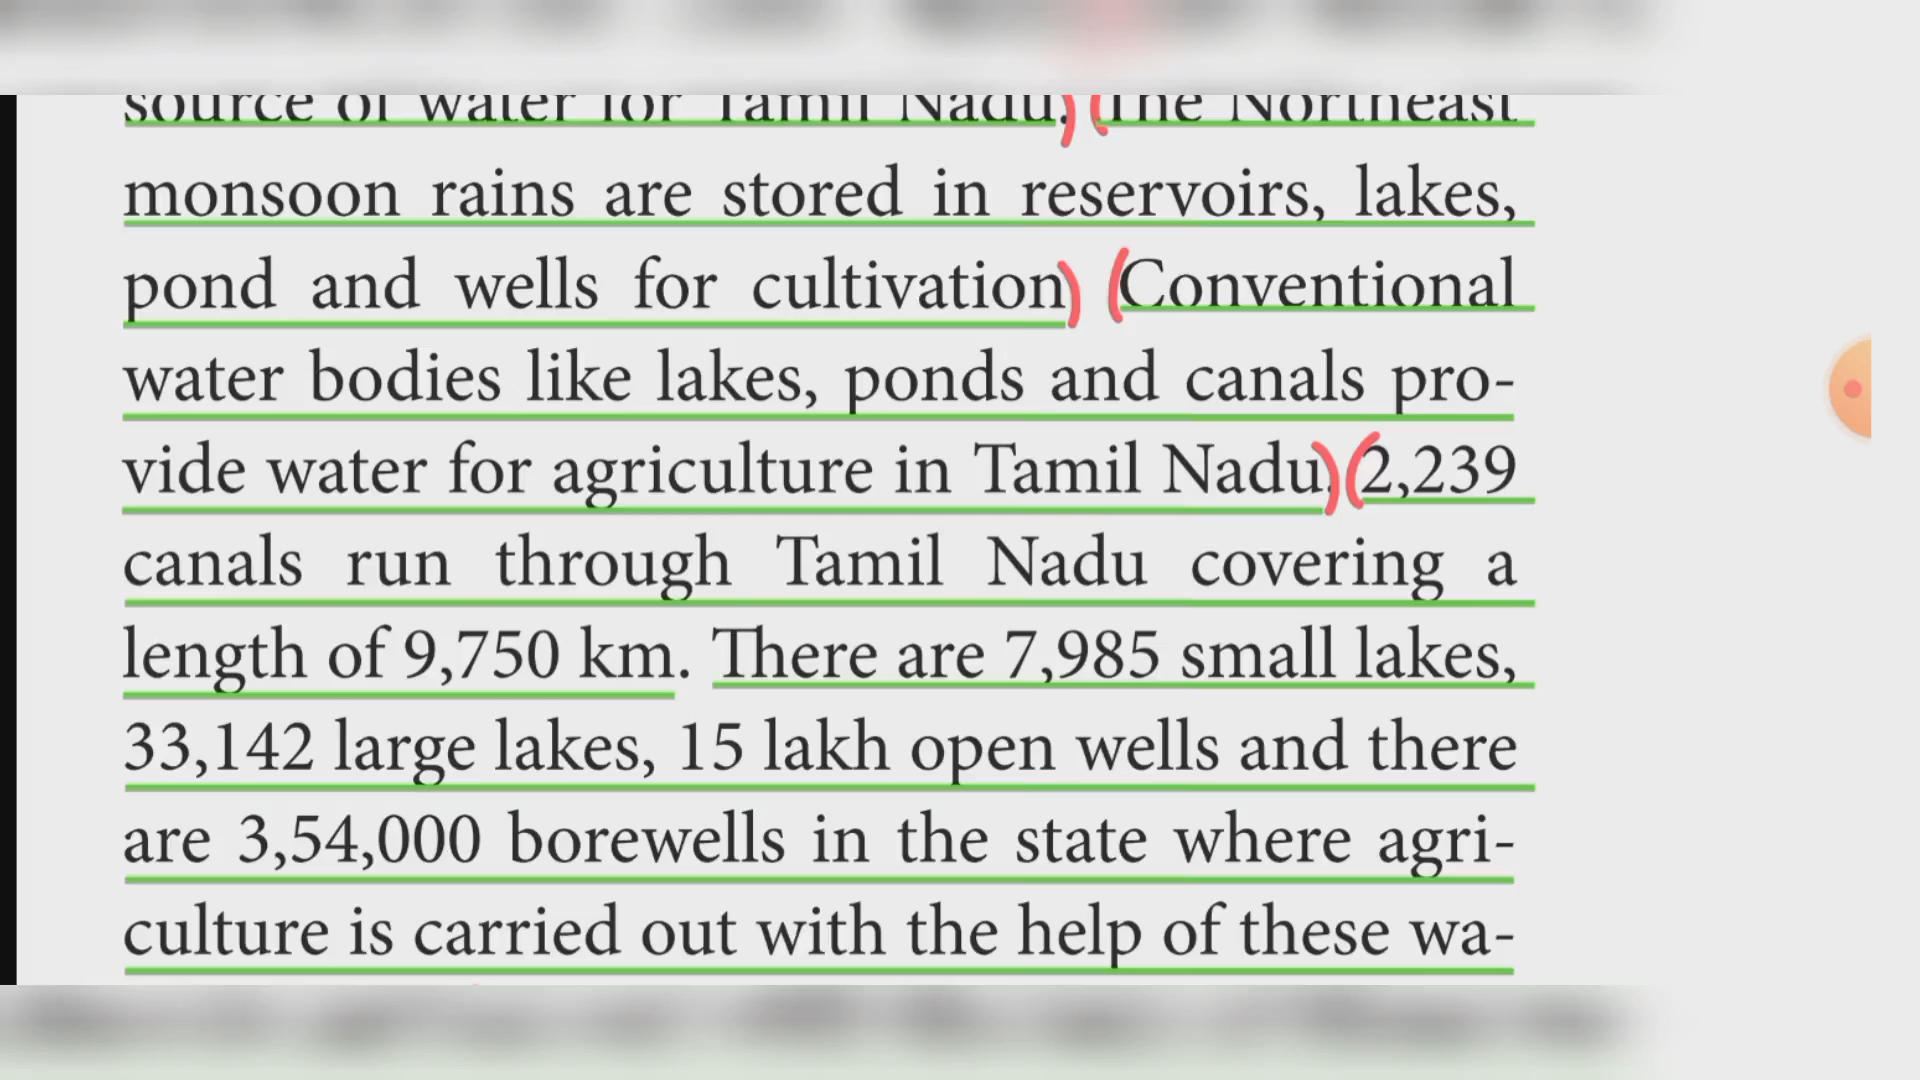 source of water for Tamil Nadu. The Northeast
monsoon rains are stored in reservoirs, lakes,
pond and wells for cultivation. Conventional
water bodies like lakes, ponds and canals pro-
vide water for agriculture in Tamil Nadu. 2,239
canals run through Tamil Nadu covering a
length of 9,750 km. There are 7,985 small lakes,
33,142 large lakes, 15 lakh open wells and there
are 3,54,000 borewells in the state where agri-
culture is carried out with the help of these wa-